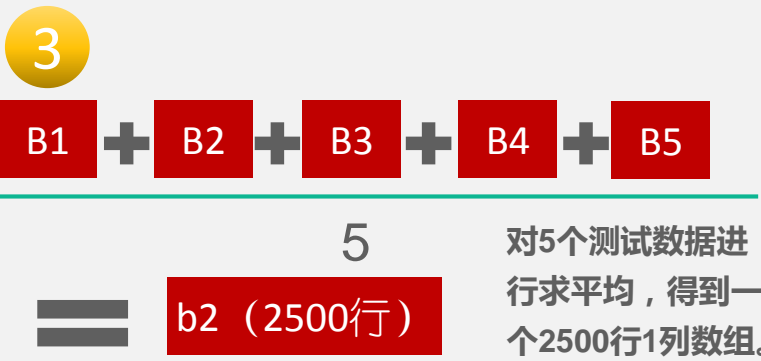 3
B1 + B2 + B3 + B4 + B5
5
= b2（2500行）
对5个测试数据进
行求平均，得到一
个2500行1列数组。